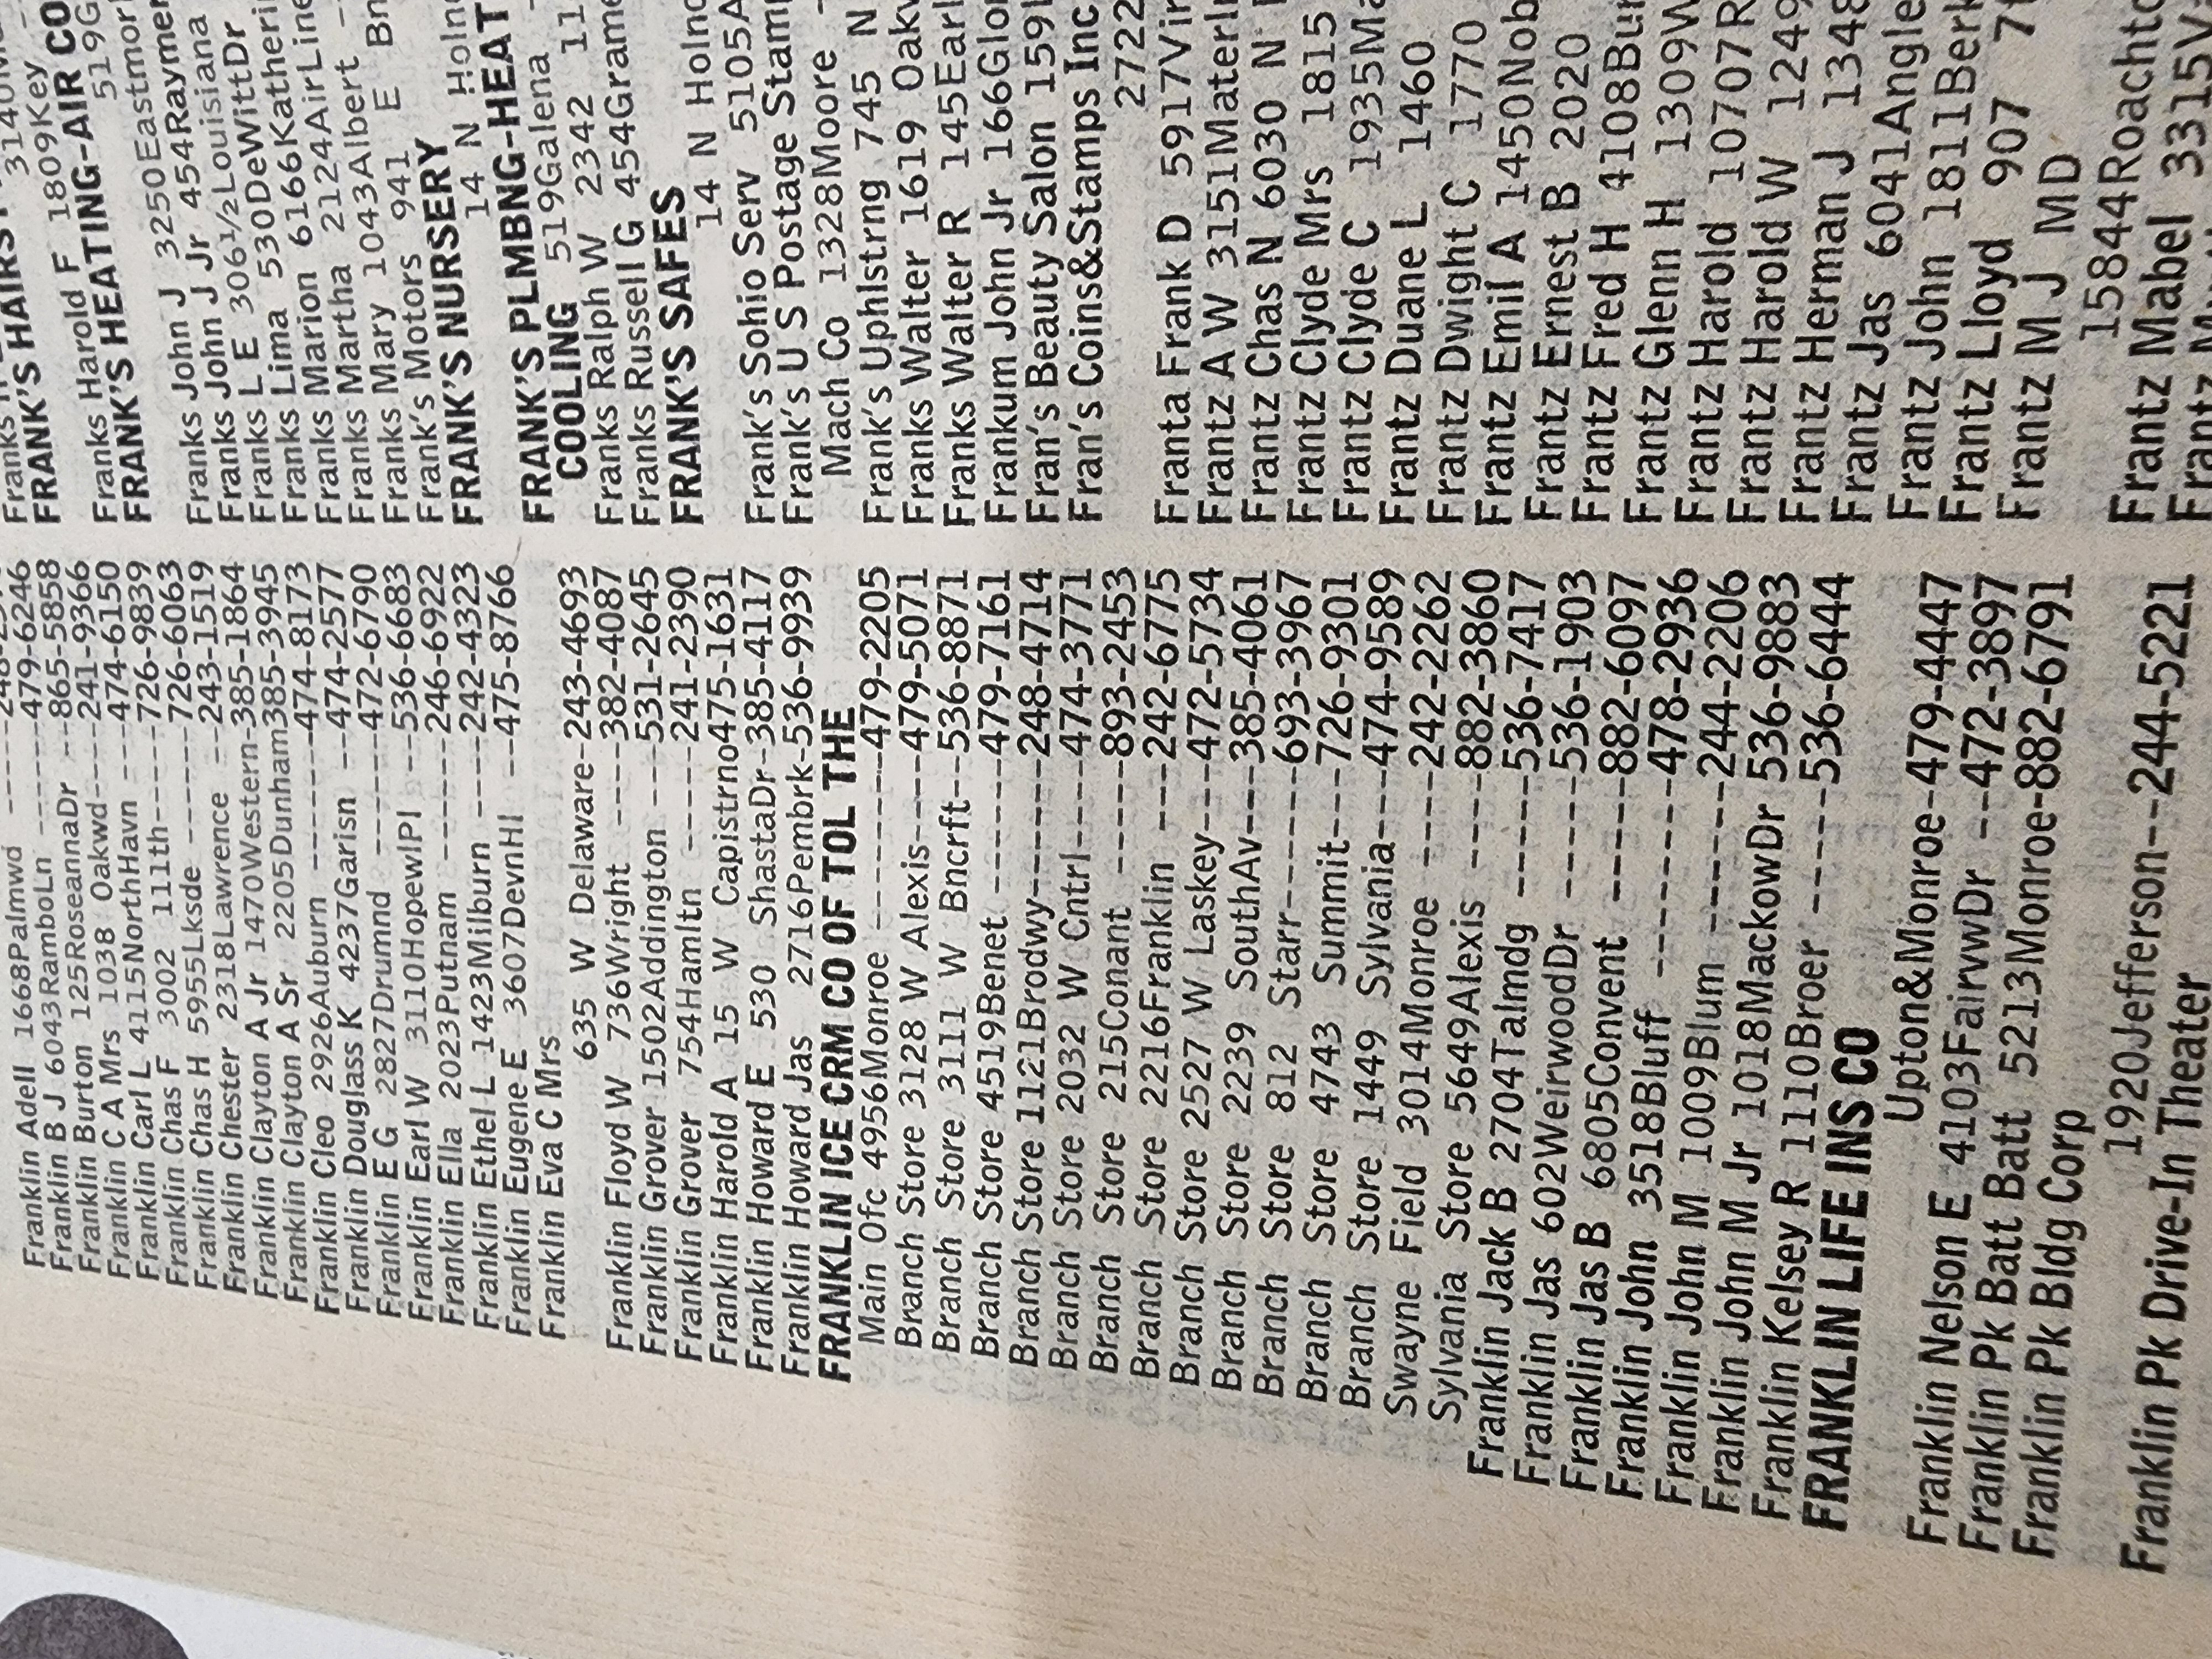 Franklin Adell 1668Palmwd -----
Franklin B J 6043RamboLn -------479-6246
Franklin Burton 125RoseannaDr --865-5858
Franklin C A Mrs 1038 Oakwd----241-9366
Franklin Carl L 4115NorthHavn ---474-6150
Franklin Chas F 3002 111th-----726-9839
Franklin Chas H 5955Lksde ------726-6063
Franklin Chester 2318Lawrence --243-1519
Franklin Clayton A Jr 1470Western-385-1864
Franklin Clayton A Sr 2205Dunham385-3945
Franklin Cleo 2926Auburn -------474-8173
Franklin Douglass K 4237Garisn ---474-2577
Franklin E G 2827Drumnd ------472-6790
Franklin Earl W 3110HopewlPl ---536-6683
Franklin Ella 2023Putnam -------246-6922
Franklin Ethel L 1423Milburn -----242-4323
Franklin Eugene E 3607DevnHl ---475-8766
Franklin Eva C Mrs
635 W Delaware--243-4693
Franklin Floyd W 736Wright ----382-4087
Franklin Grover 1502Addington ---531-2645
Franklin Grover 754Hamltn -----241-2390
Franklin Harold A 15 W Capistrno475-1631
Franklin Howard E 530 ShastaDr--385-4117
Franklin Howard Jas 2716Pembrk-536-9939
FRANKLIN ICE CRM CO OF TOL THE
Main Ofc 4956Monroe ---------479-2205
Branch Store 3128 W Alexis----479-5071
Branch Store 3111 W Bncrft--536-8871
Branch Store 4519Benet ------479-7161
Branch Store 1121Brodwy------248-4714
Branch Store 2032 W Cntrl----474-3771
Branch Store 215Conant -----893-2453
Branch Store 2216Franklin ---242-6775
Branch Store 2527 W Laskey---472-5734
Branch Store 2239 SouthAv---385-4061
Branch Store 812 Starr-------693-3967
Branch Store 4743 Summit---726-9301
Branch Store 1449 Sylvania---474-9589
Swayne Field 3014Monroe ----242-2262
Sylvania Store 5649Alexis ----882-3860
Franklin Jack B 2704Talmdg -----536-7417
Franklin Jas 602WeirwoodDr ---536-1903
Franklin Jas B 6805Convent ----882-6097
Franklin John 3518Bluff --------478-2936
Franklin John M 1009Blum -----244-2206
Franklin John M Jr 1018MackowDr 536-9883
Franklin Kelsey R 1110Broer -----536-6444
FRANKLIN LIFE INS CO
Upton&Monroe--479-4447
Franklin Nelson E 4103FairvwDr --472-3897
Franklin Pk Batt Batt 5213Monroe-882-6791
Franklin Pk Bldg Corp
1920Jefferson---244-5221
Franklin Pk Drive-In Theater
FRANK'S HAIRS
Franks Harold F 1809Key
FRANK'S HEATING-AIR CO
519G
Franks John J 3250Eastmor
Franks John J Jr 454Raymer
Franks L E 306½Louisiana
Franks Lima 530DeWittDr
Franks Marion 6166Katheri
Franks Martha 2124AirLine
Franks Mary 1043Albert
Frank's Motors 941 E Bn
FRANK'S NURSERY
14 N Holn
FRANK'S PLMBNG-HEAT
COOLING 519Galena
Franks Ralph W 2342 11
Franks Russell G 454Grame
FRANK'S SAFES
14 N Holnd
Frank's Sohio Serv 5105A
Frank's U S Postage Stam
Mach Co 1328Moore
Frank's Uphlstrng 745 N
Franks Walter 1619 Oakw
Franks Walter R 145Earl
Frankum John Jr 166Glor
Fran's Beauty Salon 159
Fran's Coins&Stamps Inc
2722
Franta Frank D 5917Vir
Frantz A W 3151Materli
Frantz Chas N 6030 N
Frantz Clyde Mrs 1815
Frantz Clyde C 1935Ma
Frantz Duane L 1460
Frantz Dwight C 1770
Frantz Emil A 1450Nob
Frantz Ernest B 2020
Frantz Fred H 4108Bur
Frantz Glenn H 1309W
Frantz Harold 10707R
Frantz Harold W 1249
Frantz Herman J 1348
Frantz Jas 6041Angle
Frantz John 1811Berk
Frantz Lloyd 907 7
Frantz M J MD
15844Roachto
Frantz Mabel 3315V
Frantz